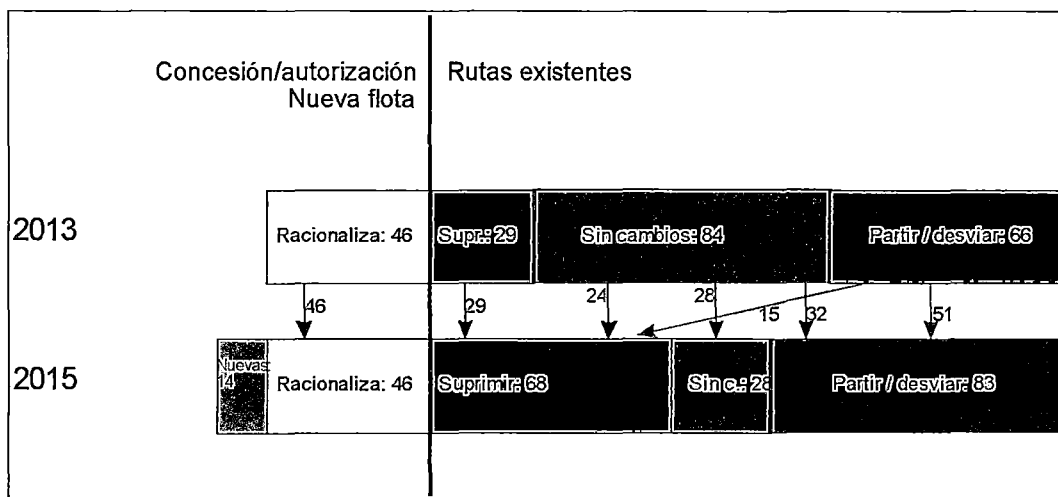 Concesión/autorización
Nueva flota
Rutas existentes
2013
Racionaliza: 46
Supr.: 29
Sin cambios: 84
Partir / desviar: 66
46
29
24
28
15
32
51
2015
Nuevas:
14
Racionaliza: 46
Suprimir: 68
Sin c.: 28
Partir / desviar: 83